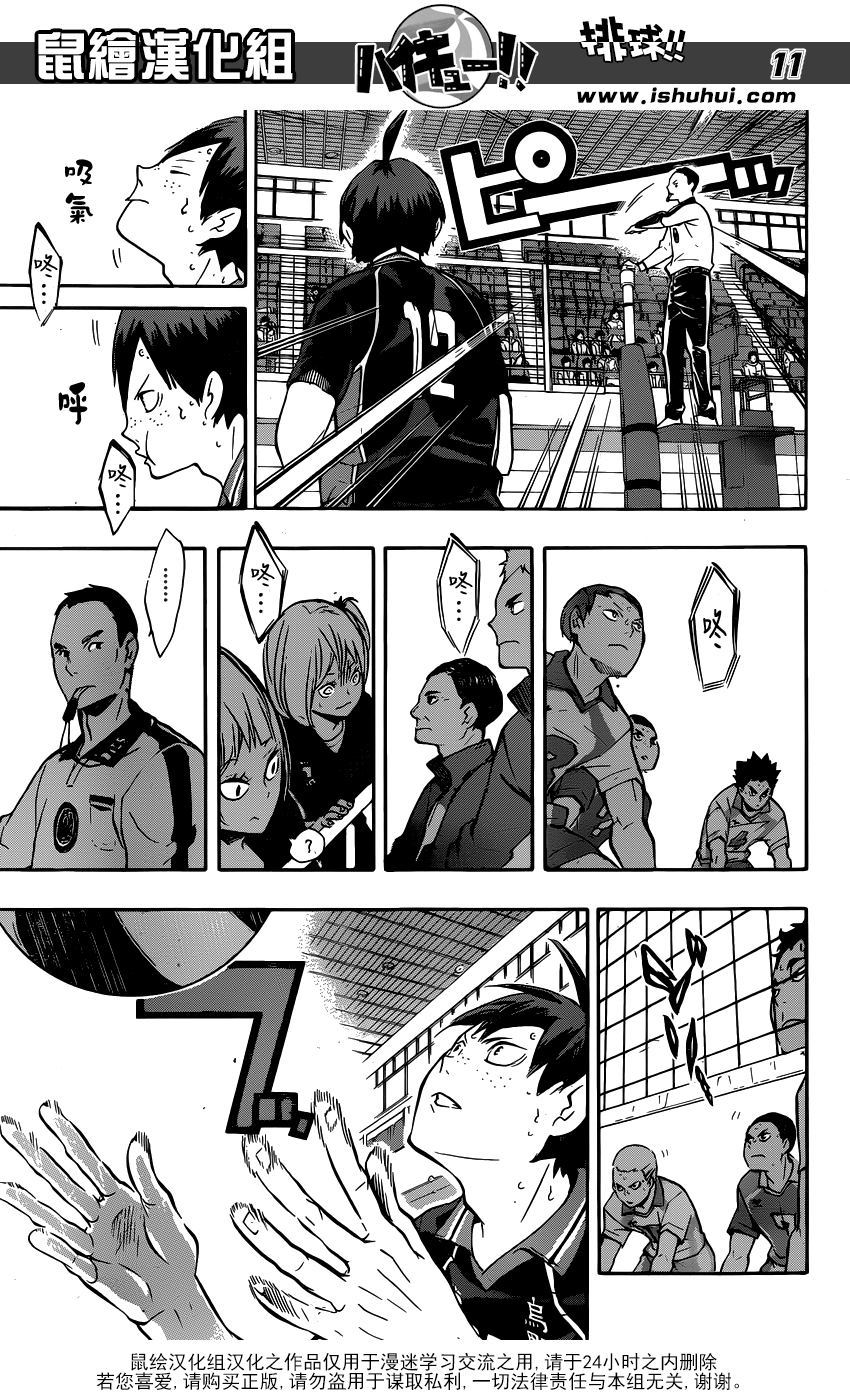 鼠繪漢化組
ハイキュー!!
排球!!
11
www.ishuhui.com
ピーッ
12
吸氣
咚…
呼
咚…
咚…
咚…
咚…
?
……
フッ
鼠绘汉化组汉化之作品仅用于漫迷学习交流之用,请于24小时之内删除
若您喜爱,请购买正版,请勿盗用于谋取私利,一切法律责任与本组无关,谢谢。